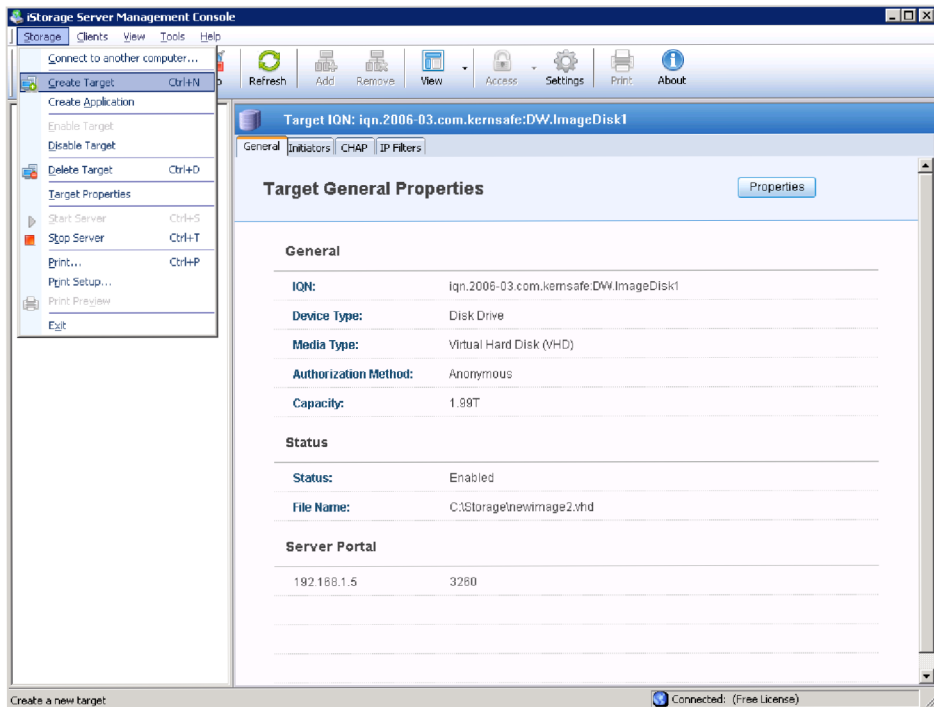 iStorage Server Management Console
Storage Clients View Tools Help
Connect to another computer...
Create Target Ctrl+N
Create Application
Enable Target
Disable Target
Delete Target Ctrl+D
Target Properties
Start Server Ctrl+S
Stop Server Ctrl+T
Print... Ctrl+P
Print Setup...
Print Preview
Exit
Refresh Add Remove View Access Settings Print About
Target IQN: iqn.2006-03.com.kernsafe:DW.ImageDisk1
General Initiators CHAP IP Filters
Target General Properties Properties
General
IQN: iqn.2006-03.com.kernsafe:DW.ImageDisk1
Device Type: Disk Drive
Media Type: Virtual Hard Disk (VHD)
Authorization Method: Anonymous
Capacity: 1.99T
Status
Status: Enabled
File Name: C:\Storage\newimage2.vhd
Server Portal
192.168.1.5 3260
Create a new target Connected: (Free License)